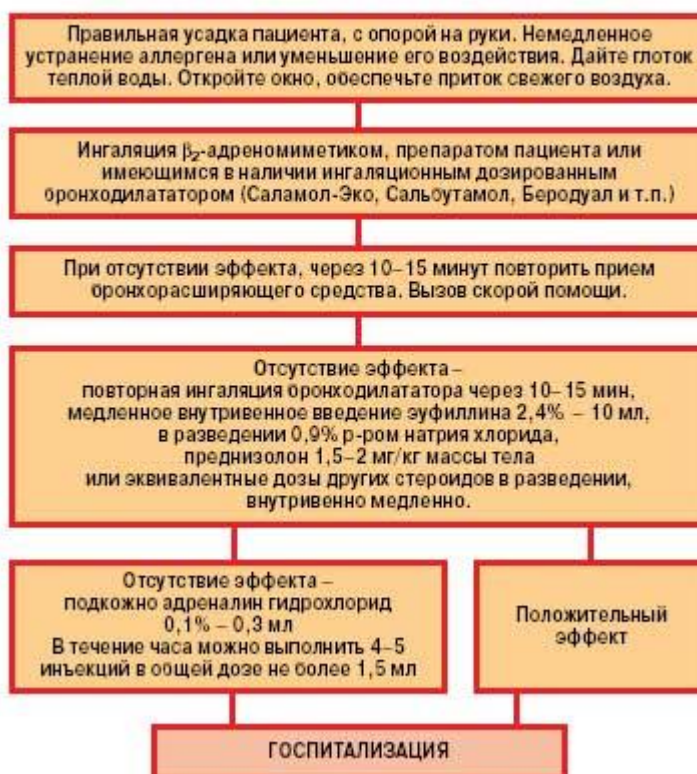 Правильная усадка пациента, с опорой на руки. Немедленное
устранение аллергена или уменьшение его воздействия. Дайте глоток
теплой воды. Откройте окно, обеспечьте приток свежего воздуха.
Ингаляция β₂-адреномиметиком, препаратом пациента или
имеющимся в наличии ингаляционным дозированным
бронходилататором (Саламол-Эко, Сальбутамол, Беродуал и т.п.)
При отсутствии эффекта, через 10–15 минут повторить прием
бронхорасширяющего средства. Вызов скорой помощи.
Отсутствие эффекта –
повторная ингаляция бронходилататора через 10–15 мин,
медленное внутривенное введение эуфиллина 2,4% – 10 мл,
в разведении 0,9% р-ром натрия хлорида,
преднизолон 1,5–2 мг/кг массы тела
или эквивалентные дозы других стероидов в разведении,
внутривенно медленно.
Отсутствие эффекта –
подкожно адреналин гидрохлорид
0,1% – 0,3 мл
В течение часа можно выполнить 4–5
инъекций в общей дозе не более 1,5 мл
Положительный
эффект
ГОСПИТАЛИЗАЦИЯ